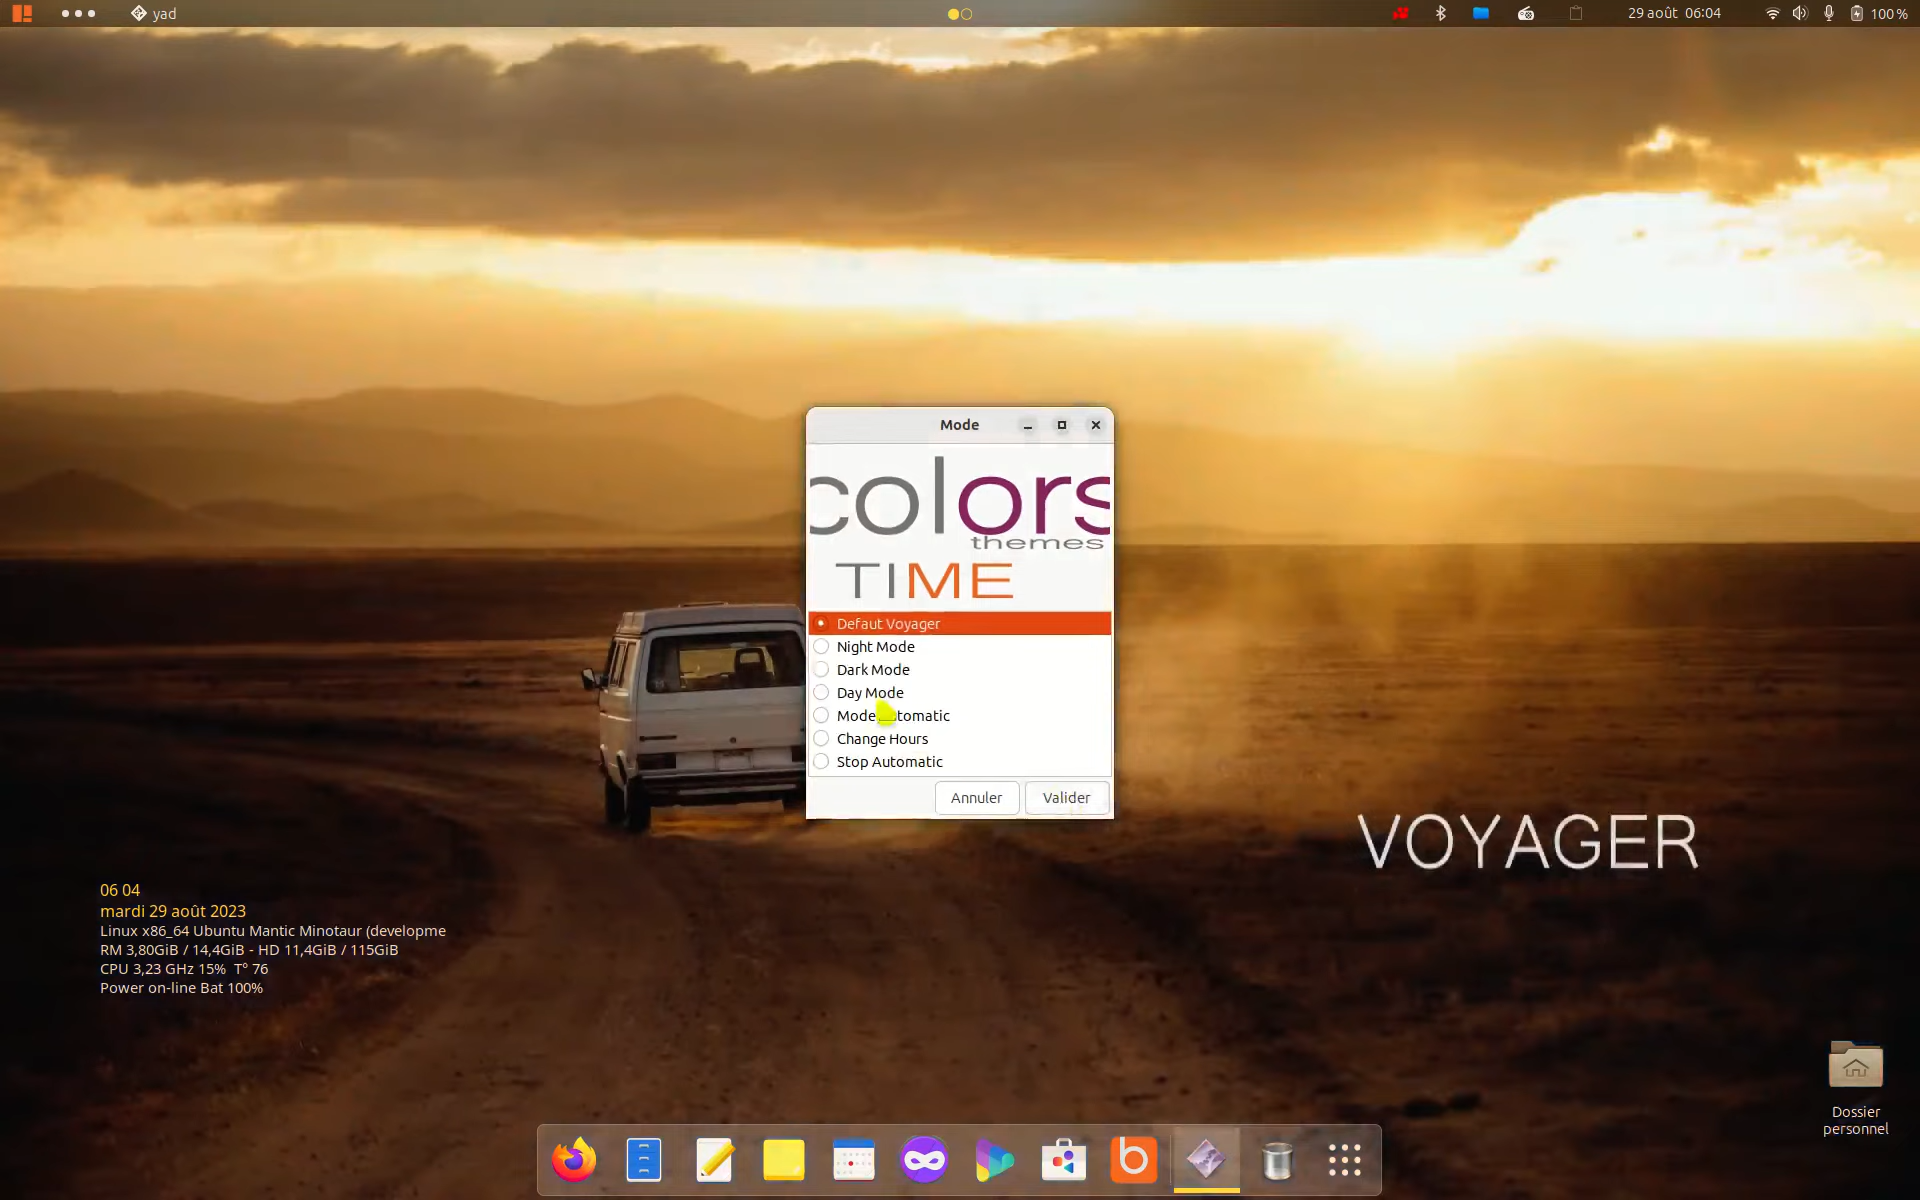 yad
29 août 06:04
100 %
Mode
colors
themes
TIME
Defaut Voyager
Night Mode
Dark Mode
Day Mode
Mode tomatic
Change Hours
Stop Automatic
Annuler
Valider
VOYAGER
06 04
mardi 29 août 2023
Linux x86_64 Ubuntu Mantic Minotaur (developme
RM 3,80GiB / 14,4GiB - HD 11,4GiB / 115GiB
CPU 3,23 GHz 15% T° 76
Power on-line Bat 100%
Dossier
personnel